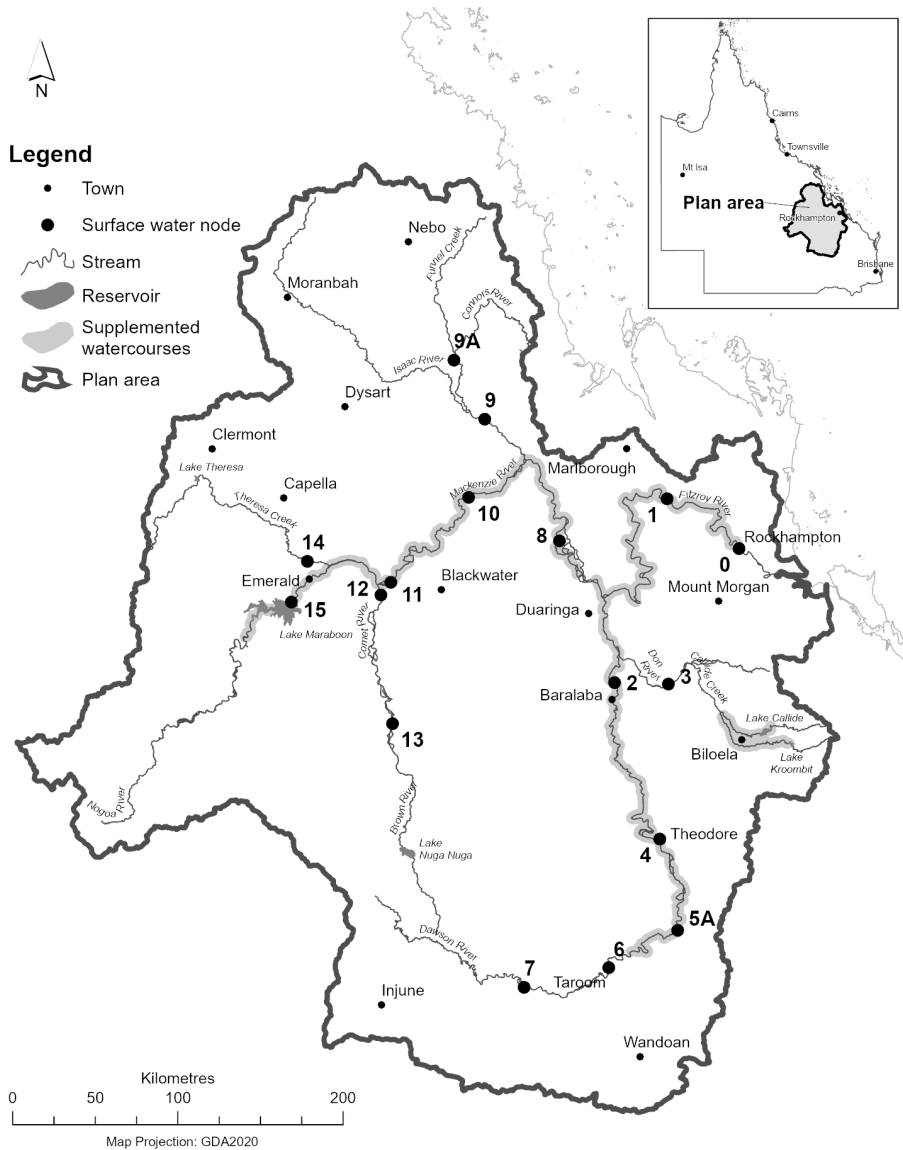 N
Legend
Town
Surface water node
Stream
Reservoir
Supplemented
watercourses
Plan area
Cairns
Townsville
Mt Isa
Plan area
Rockhampton
Brisbane
Nebo
Funnel Creek
Moranbah
Connors River
9A
Isaac River
Dysart
9
Clermont
Lake Theresa
Marlborough
Mackenzie River
Capella
Theresa Creek
10
1
Fitzroy River
8
Rockhampton
14
0
Emerald
12
11
Blackwater
Mount Morgan
15
Duaringa
Lake Maraboon
Comet River
Don
River
Callide Creek
2
3
Baralaba
13
Lake Callide
Biloela
Lake
Kroombit
Nogoa River
Brown River
Theodore
Lake
Nuga Nuga
4
5A
Dawson River
6
7
Taroom
Injune
Wandoan
Kilometres
0
50
100
200
Map Projection: GDA2020